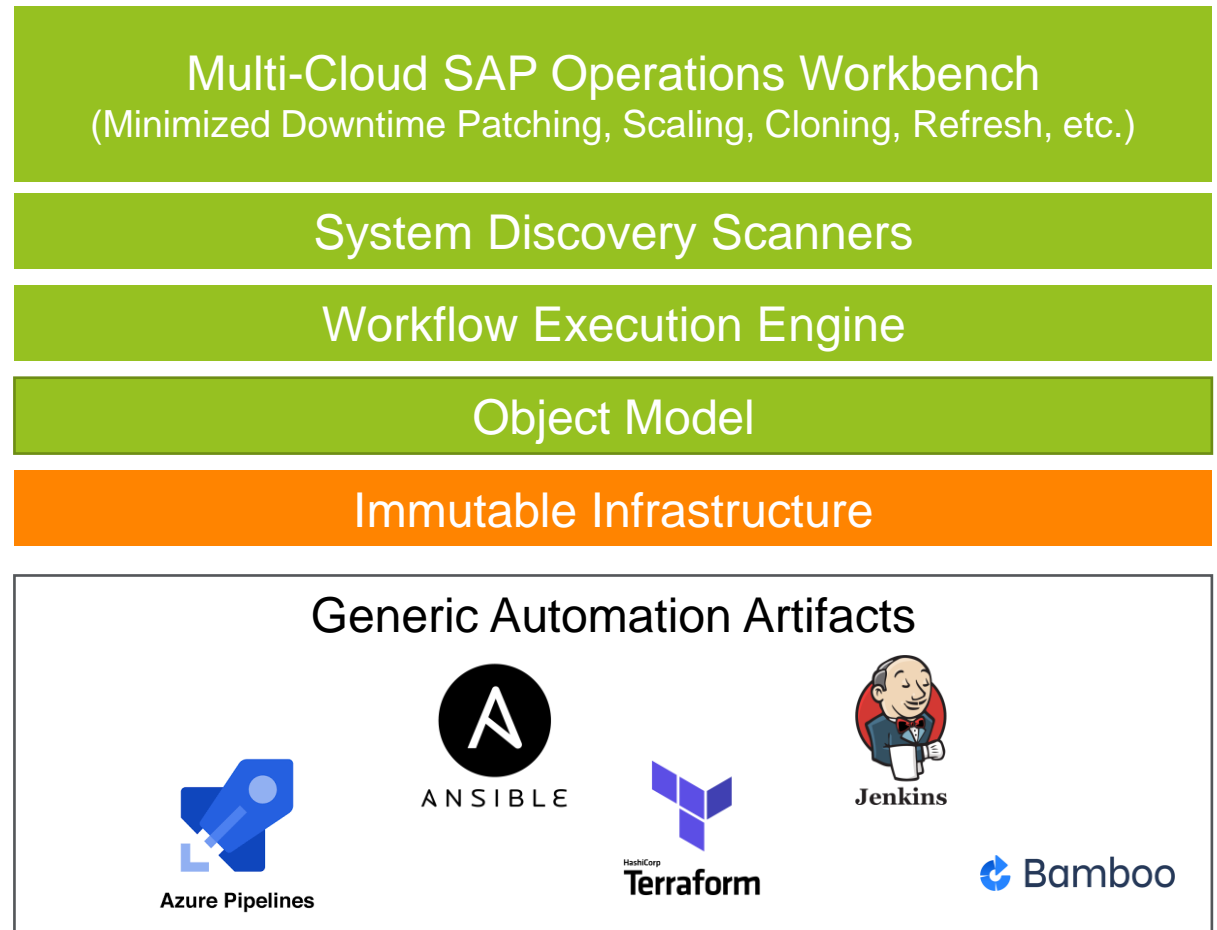 Multi-Cloud SAP Operations Workbench
(Minimized Downtime Patching, Scaling, Cloning, Refresh, etc.)
System Discovery Scanners
Workflow Execution Engine
Object Model
Immutable Infrastructure
Generic Automation Artifacts
A
ANSIBLE
Jenkins
HashiCorp
Terraform
Bamboo
Azure Pipelines